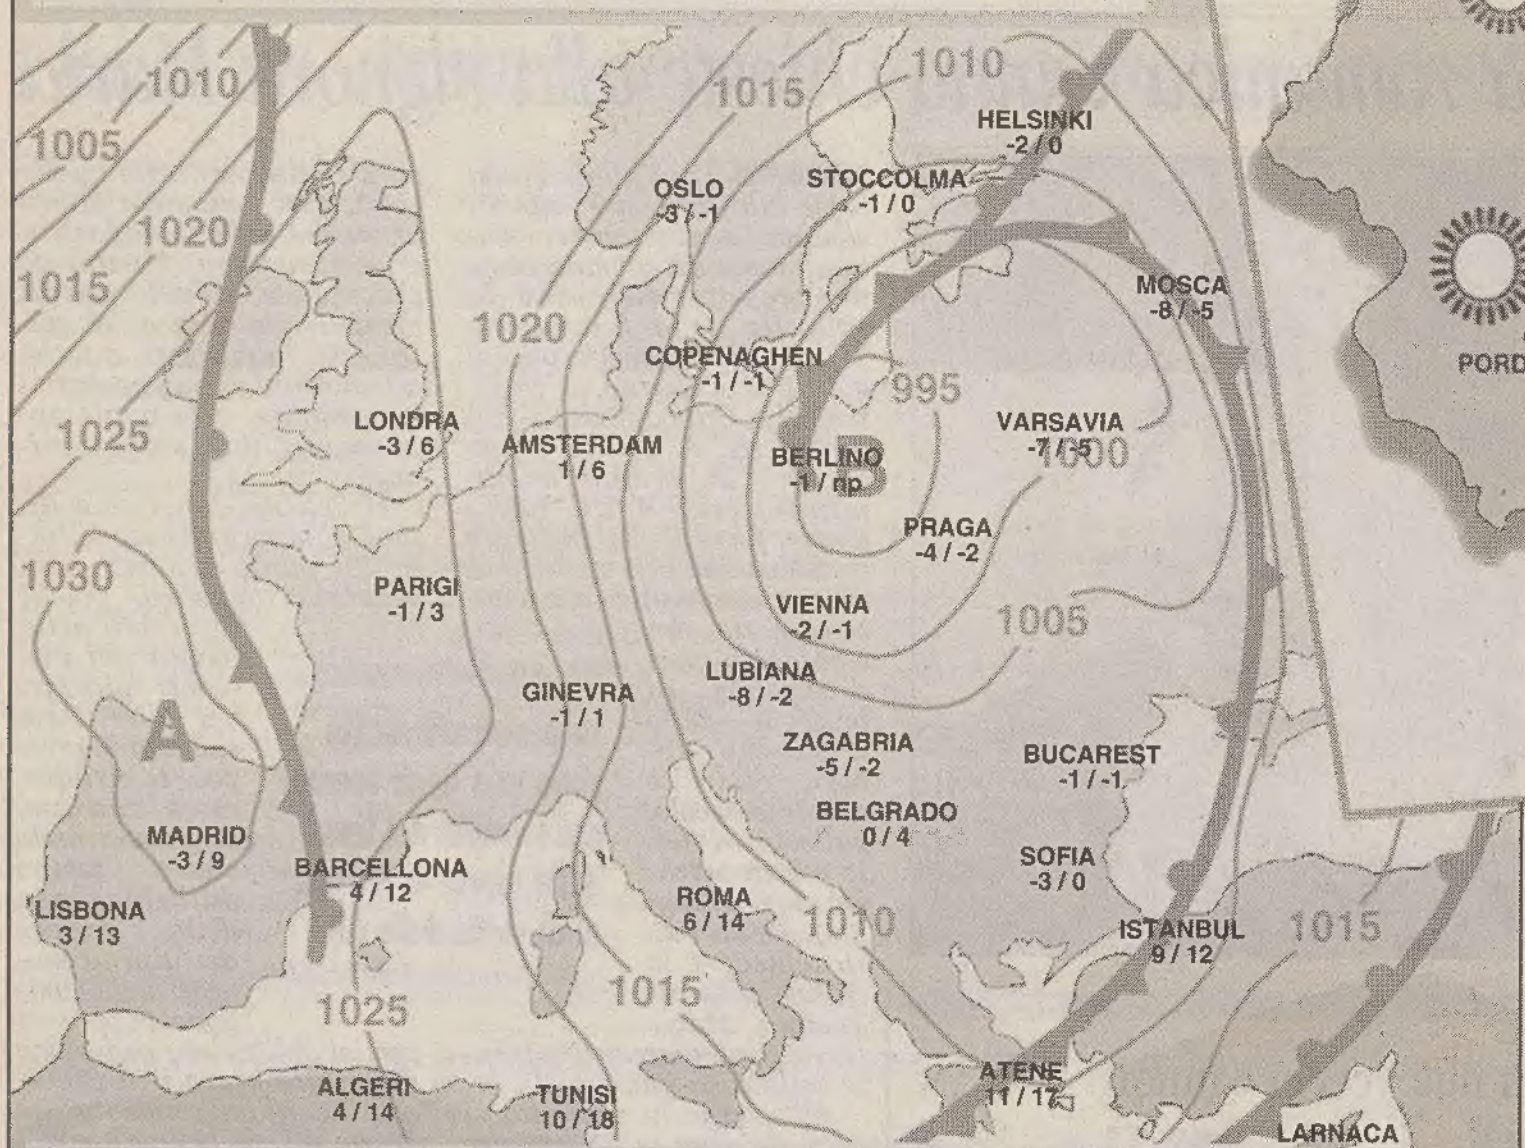 1010
1015
1010
1005
HELSINKI
-2 / 0
OSLO
-3 / -1
STOCCOLMA
-1 / 0
1020
1015
MOSCA
-8 / -5
1020
COPENAGHEN
-1 / -1
PORD
995
1025
LONDRA
-3 / 6
AMSTERDAM
1 / 6
VARSAVIA
-7 / -5
1000
BERLINO
-1 / np
B
PRAGA
-4 / -2
1030
PARIGI
-1 / 3
VIENNA
-2 / -1
1005
LUBIANA
-8 / -2
GINEVRA
-1 / 1
A
ZAGABRIA
-5 / -2
BUCAREST
-1 / -1
BELGRADO
0 / 4
MADRID
-3 / 9
BARCELLONA
4 / 12
SOFIA
-3 / 0
ROMA
6 / 14
LISBONA
3 / 13
1010
ISTANBUL
9 / 12
1015
1015
1025
ATENE
11 / 17
ALGERI
4 / 14
TUNISI
10 / 18
LARNACA